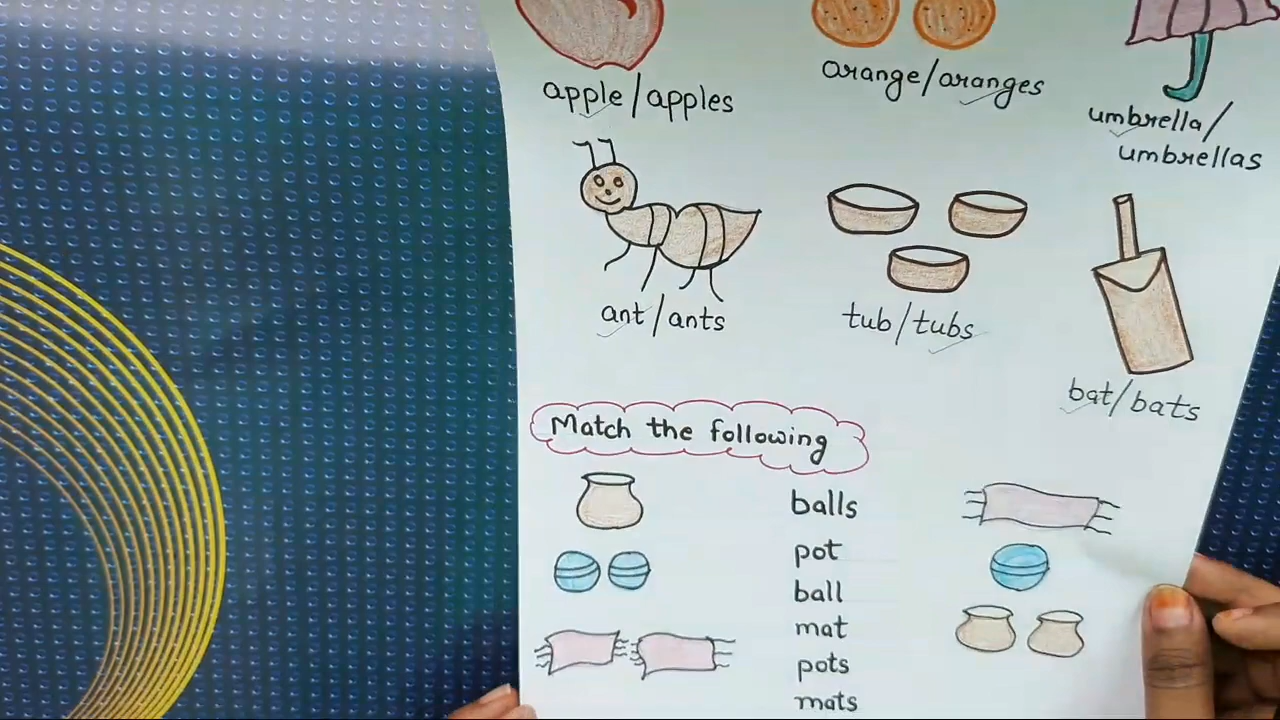 apple/apples
orange/oranges
umbrella/
umbrellas
ant/ants
tub/tubs
bat/bats
Match the following
balls
pot
ball
mat
pots
mats